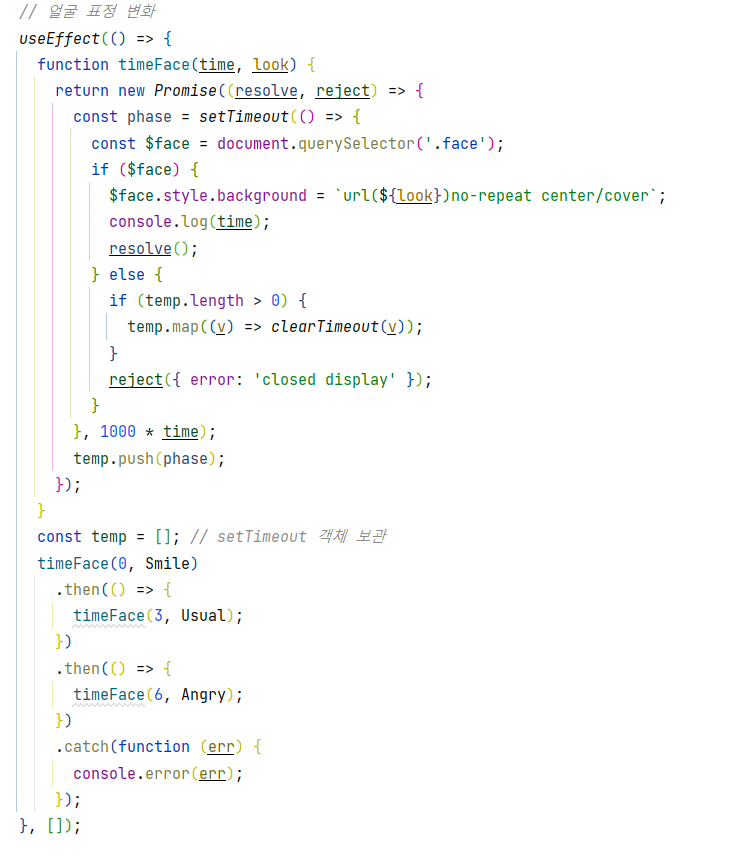 // 얼굴 표정 변화
useEffect(() => {
function timeFace(time, look) {
return new Promise((resolve, reject) => {
const phase = setTimeout(() => {
const $face = document.querySelector('.face');
if ($face) {
$face.style.background = `url(${look})no-repeat center/cover`;
console.log(time);
resolve();
} else {
if (temp.length > 0) {
temp.map((v) => clearTimeout(v));
}
reject({ error: 'closed display' });
}
}, 1000 * time);
temp.push(phase);
});
}
const temp = []; // setTimeout 객체 보관
timeFace(0, Smile)
.then(() => {
timeFace(3, Usual);
})
.then(() => {
timeFace(6, Angry);
})
.catch(function (err) {
console.error(err);
});
}, []);